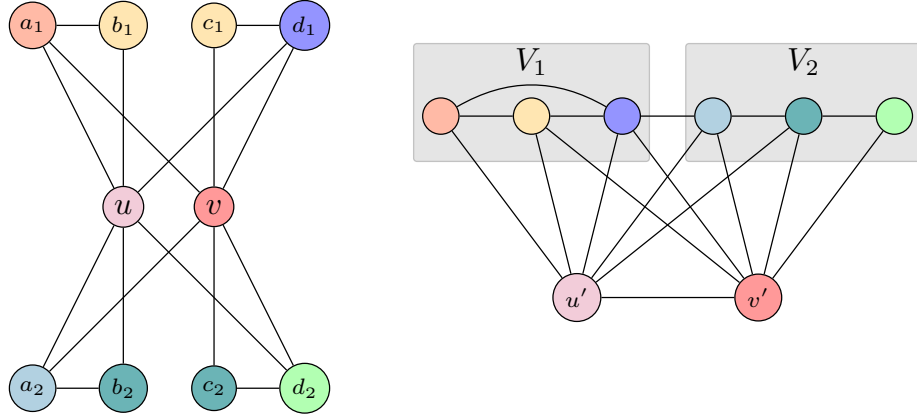 a₁ b₁ c₁ d₁
V₁ V₂
u v
u′ v′
a₂ b₂ c₂ d₂